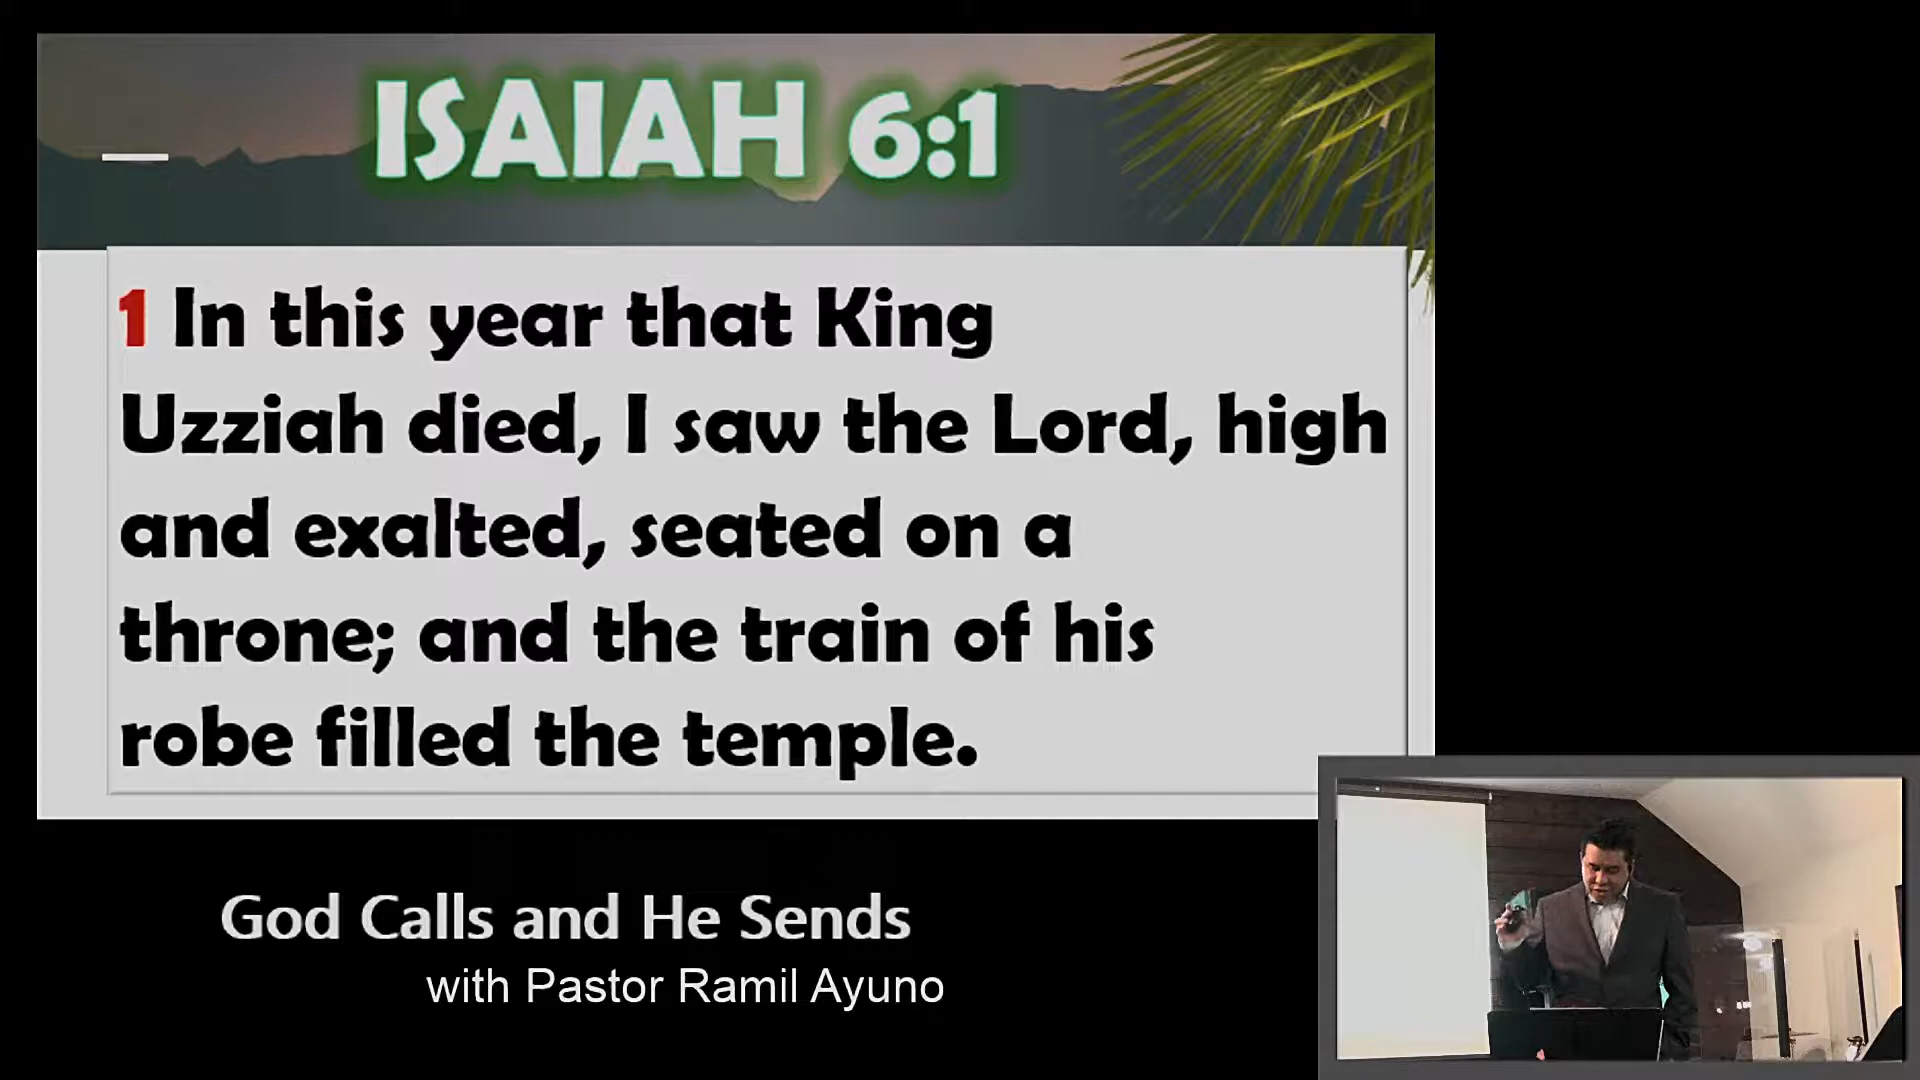 ISAIAH 6:1
1 In this year that King
Uzziah died, I saw the Lord, high
and exalted, seated on a
throne; and the train of his
robe filled the temple.
God Calls and He Sends
with Pastor Ramil Ayuno